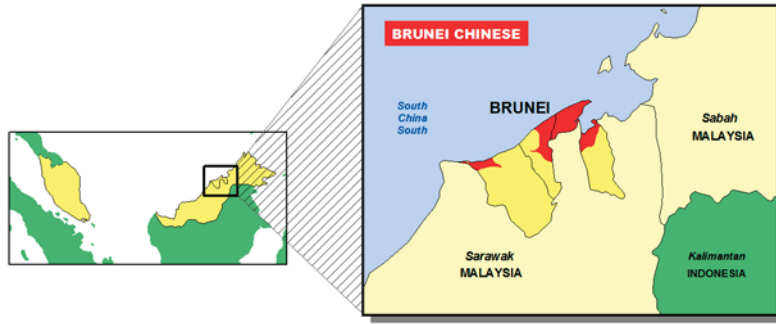 BRUNEI CHINESE
BRUNEI
South
China
South
Sabah
MALAYSIA
Sarawak
MALAYSIA
Kalimantan
INDONESIA